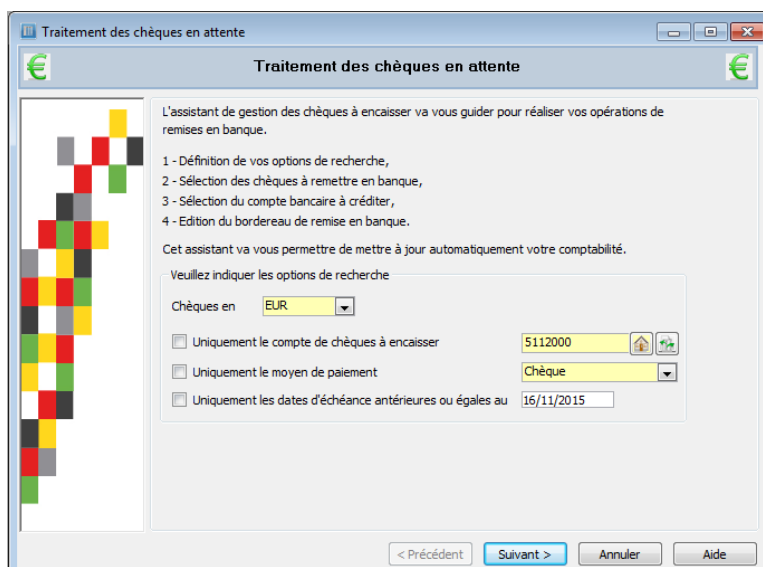 Traitement des chèques en attente
Traitement des chèques en attente
L'assistant de gestion des chèques à encaisser va vous guider pour réaliser vos opérations de
remises en banque.
1 - Définition de vos options de recherche,
2 - Sélection des chèques à remettre en banque,
3 - Sélection du compte bancaire à créditer,
4 - Edition du bordereau de remise en banque.
Cet assistant va vous permettre de mettre à jour automatiquement votre comptabilité.
Veuillez indiquer les options de recherche
Chèques en EUR
Uniquement le compte de chèques à encaisser 5112000
Uniquement le moyen de paiement Chèque
Uniquement les dates d'échéance antérieures ou égales au 16/11/2015
< Précédent Suivant > Annuler Aide